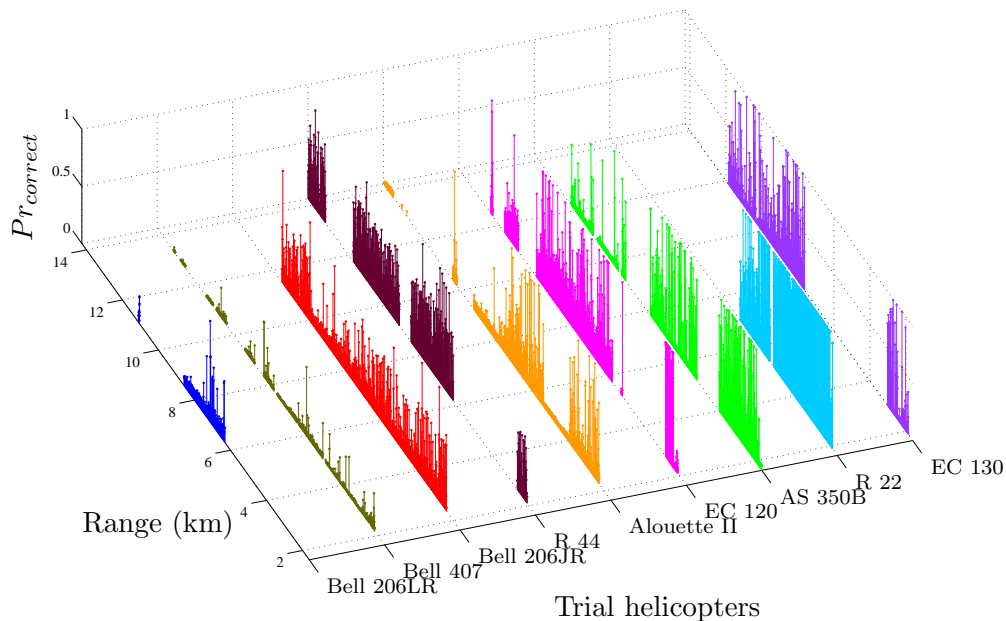 1
0.5
0
Pr_correct
14
12
10
8
6
4
2
Range (km)
Bell 206LR
Bell 407
Bell 206JR
R 44
Alouette II
EC 120
AS 350B
R 22
EC 130
Trial helicopters